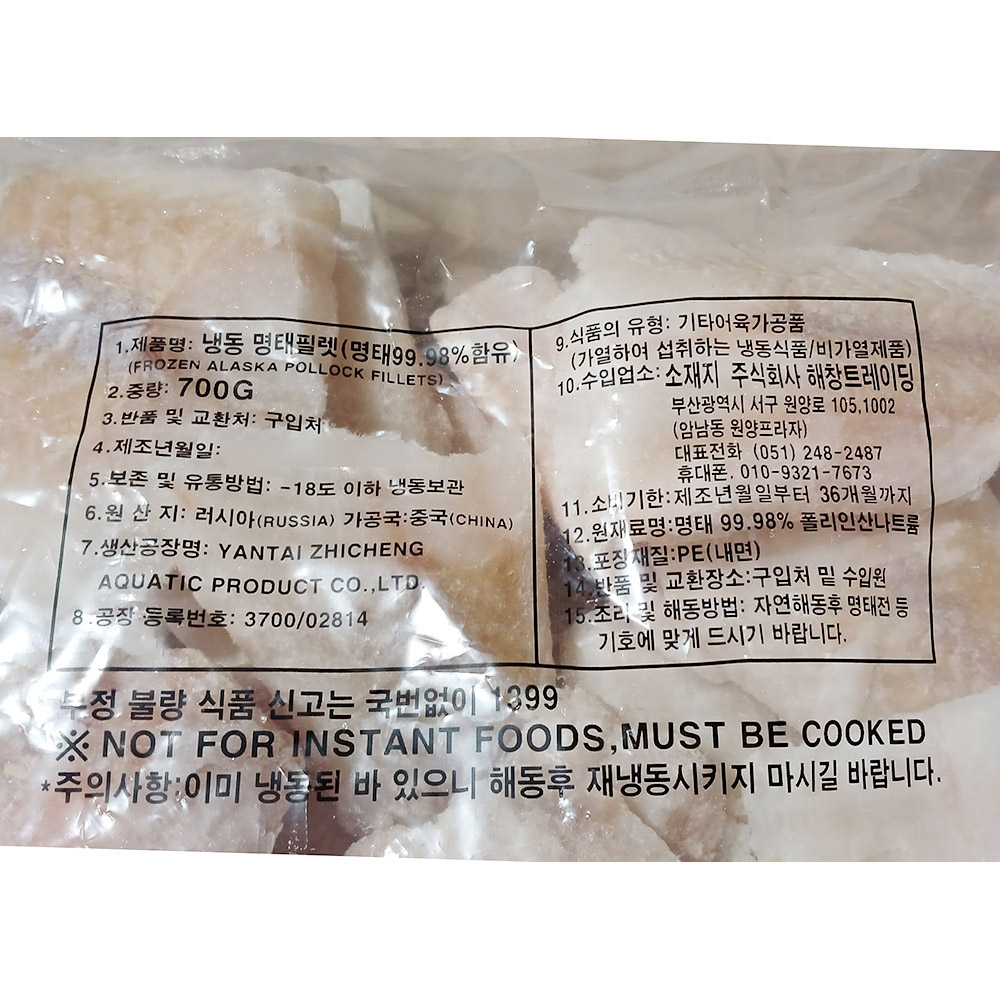 1.제품명: 냉동 명태필렛(명태99.98%함유)
(FROZEN ALASKA POLLOCK FILLETS)
2.중량: 700G
3.반품 및 교환처: 구입처
4.제조년월일:
5.보존 및 유통방법: -18도 이하 냉동보관
6.원 산 지: 러시아(RUSSIA) 가공국:중국(CHINA)
7.생산공장명: YANTAI ZHICHENG
AQUATIC PRODUCT CO.,LTD.
8.공장 등록번호: 3700/02814
9.식품의 유형: 기타어육가공품
(가열하여 섭취하는 냉동식품/비가열제품)
10.수입업소: 소재지 주식회사 해창트레이딩
부산광역시 서구 원양로 105,1002
(암남동 원양프라자)
대표전화 (051) 248-2487
휴대폰. 010-9321-7673
11.소비기한:제조년월일부터 36개월까지
12.원재료명:명태 99.98% 폴리인산나트륨
13.포장재질:PE(내면)
14.반품 및 교환장소:구입처 밑 수입원
15.조리 및 해동방법: 자연해동후 명태전 등
기호에 맞게 드시기 바랍니다.
부정 불량 식품 신고는 국번없이 1399
※ NOT FOR INSTANT FOODS,MUST BE COOKED
*주의사항:이미 냉동된 바 있으니 해동후 재냉동시키지 마시길 바랍니다.